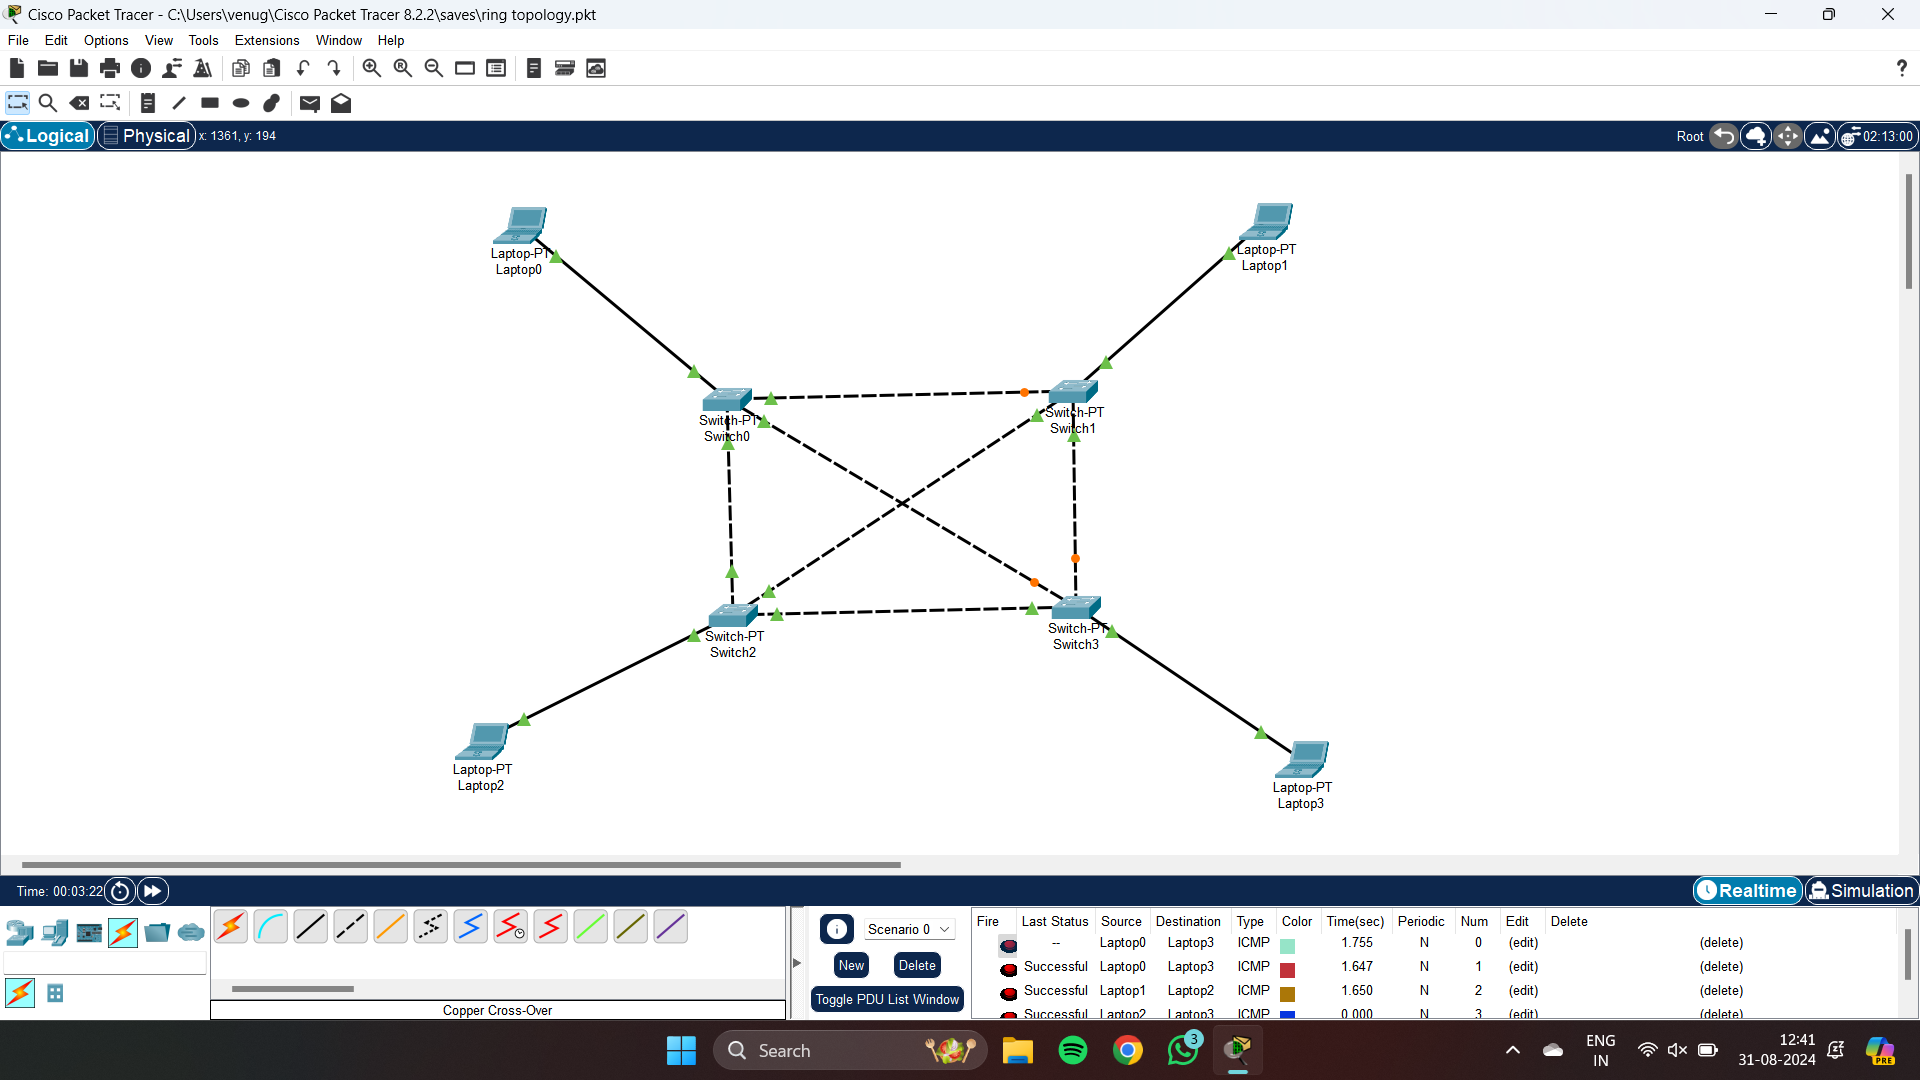 Cisco Packet Tracer - C:\Users\venug\Cisco Packet Tracer 8.2.2\saves\ring topology.pkt
File Edit Options View Tools Extensions Window Help
?
Logical Physical x: 1361, y: 194 Root 02:13:00
Laptop-PT
Laptop0
Laptop-PT
Laptop1
Switch-PT
Switch0
Switch-PT
Switch1
Switch-PT
Switch2
Switch-PT
Switch3
Laptop-PT
Laptop2
Laptop-PT
Laptop3
Time: 00:03:22 Realtime Simulation
Copper Cross-Over
Scenario 0
New Delete
Toggle PDU List Window
Fire Last Status Source Destination Type Color Time(sec) Periodic Num Edit Delete
-- Laptop0 Laptop3 ICMP 1.755 N 0 (edit) (delete)
Successful Laptop0 Laptop3 ICMP 1.647 N 1 (edit) (delete)
Successful Laptop1 Laptop2 ICMP 1.650 N 2 (edit) (delete)
Successful Laptop2 Laptop3 ICMP 0.000 N 3 (edit) (delete)
Search
3
ENG
IN
12:41
31-08-2024
PRE